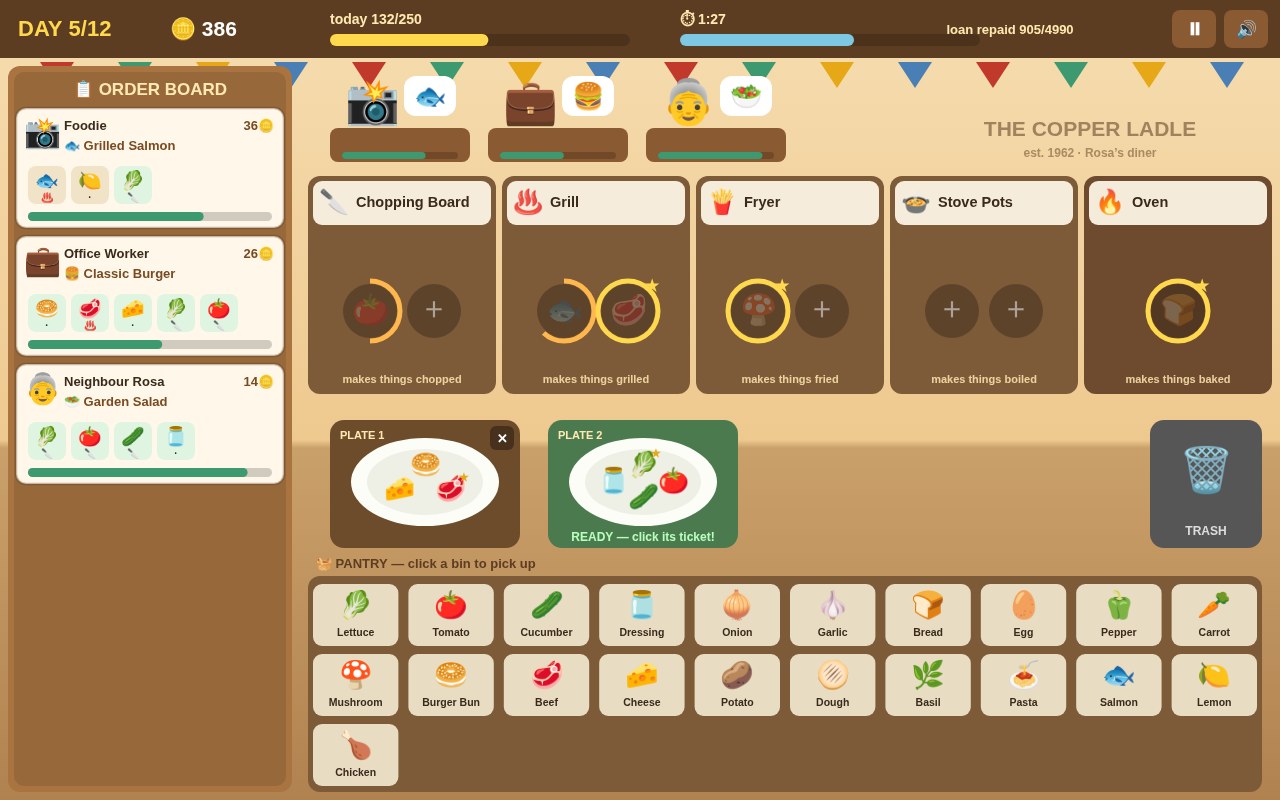 DAY 5/12
386
today 132/250
1:27
loan repaid 905/4990
ORDER BOARD
Foodie
36
Grilled Salmon
Office Worker
26
Classic Burger
Neighbour Rosa
14
Garden Salad
THE COPPER LADLE
est. 1962 · Rosa's diner
Chopping Board
Grill
Fryer
Stove Pots
Oven
makes things chopped
makes things grilled
makes things fried
makes things boiled
makes things baked
PLATE 1
PLATE 2
READY — click its ticket!
TRASH
PANTRY — click a bin to pick up
Lettuce
Tomato
Cucumber
Dressing
Onion
Garlic
Bread
Egg
Pepper
Carrot
Mushroom
Burger Bun
Beef
Cheese
Potato
Dough
Basil
Pasta
Salmon
Lemon
Chicken